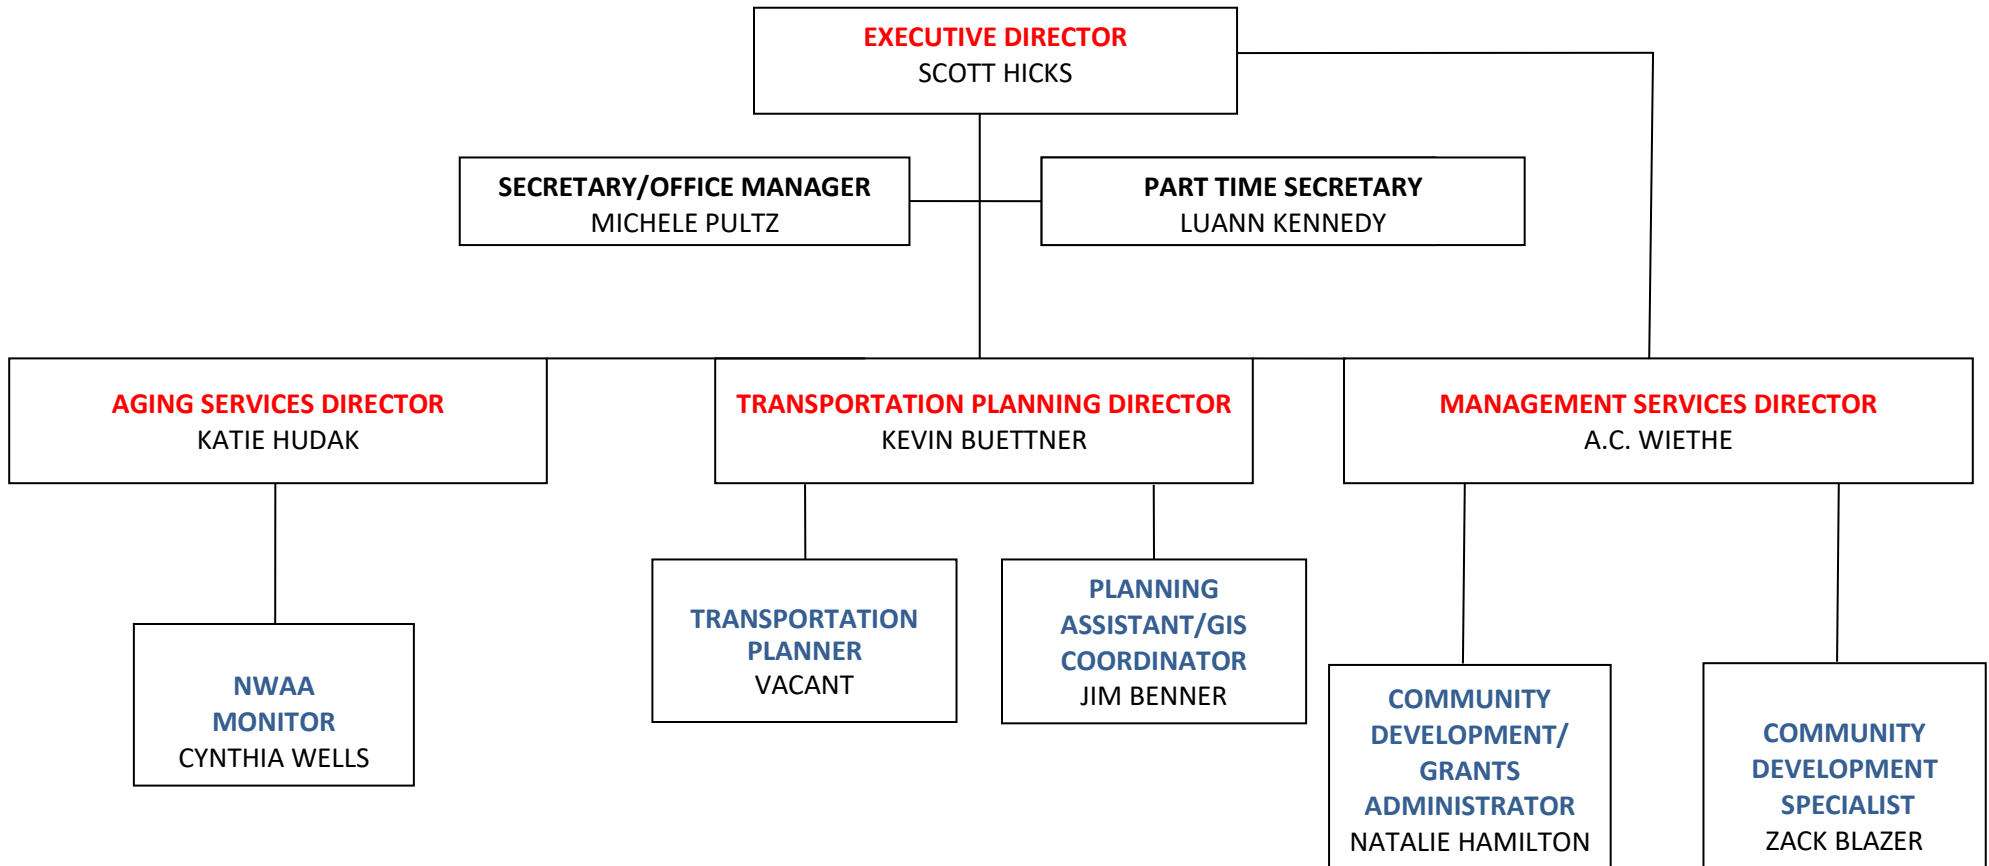 EXECUTIVE DIRECTOR
SCOTT HICKS
SECRETARY/OFFICE MANAGER
MICHELE PULTZ
PART TIME SECRETARY
LUANN KENNEDY
AGING SERVICES DIRECTOR
KATIE HUDAK
TRANSPORTATION PLANNING DIRECTOR
KEVIN BUETTNER
MANAGEMENT SERVICES DIRECTOR
A.C. WIETHE
NWAA
MONITOR
CYNTHIA WELLS
TRANSPORTATION
PLANNER
VACANT
PLANNING
ASSISTANT/GIS
COORDINATOR
JIM BENNER
COMMUNITY
DEVELOPMENT/
GRANTS
ADMINISTRATOR
NATALIE HAMILTON
COMMUNITY
DEVELOPMENT
SPECIALIST
ZACK BLAZER